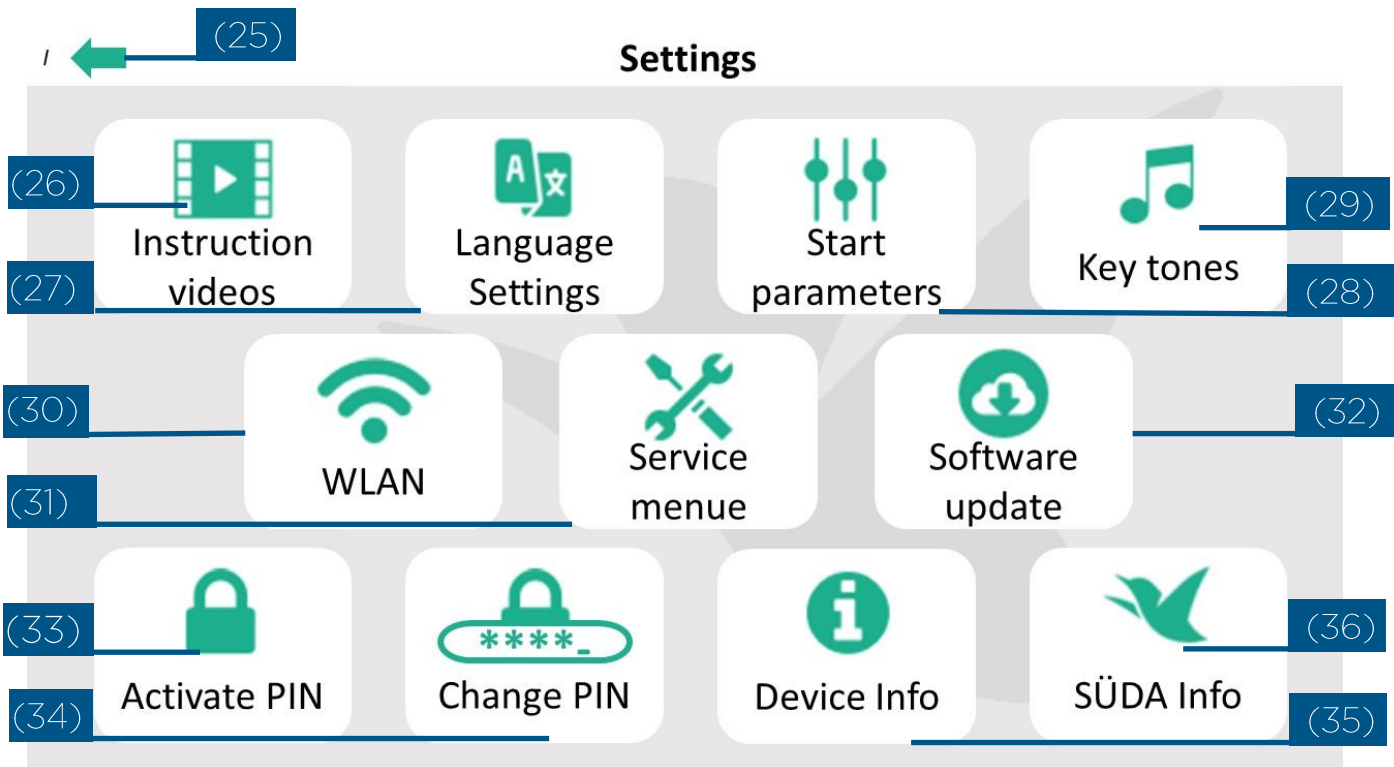 (25)
I
Settings
(26)
Instruction
videos
(27)
Language
Settings
Start
parameters
(28)
Key tones
(29)
(30)
WLAN
(31)
Service
menue
Software
update
(32)
(33)
Activate PIN
(34)
****_
Change PIN
Device Info
(35)
SÜDA Info
(36)